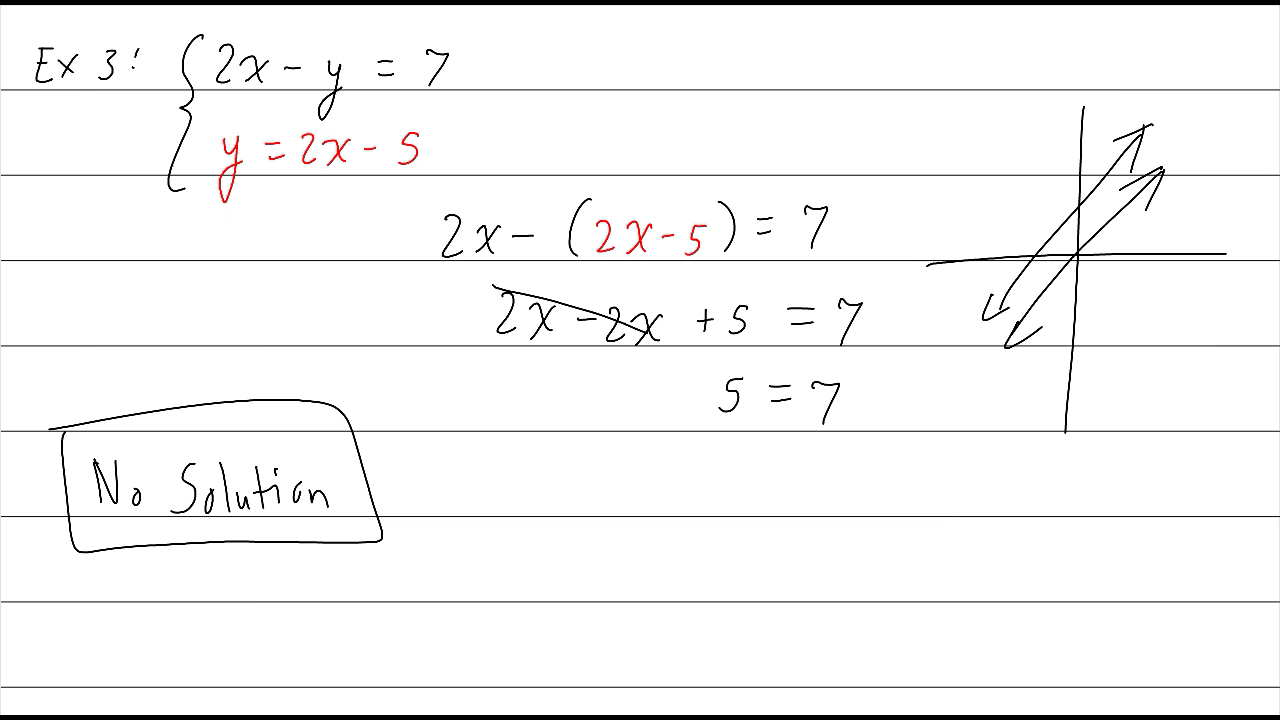 Ex 3: { 2x - y = 7
y = 2x - 5
2x - (2x - 5) = 7
2x - 2x + 5 = 7
5 = 7
No Solution